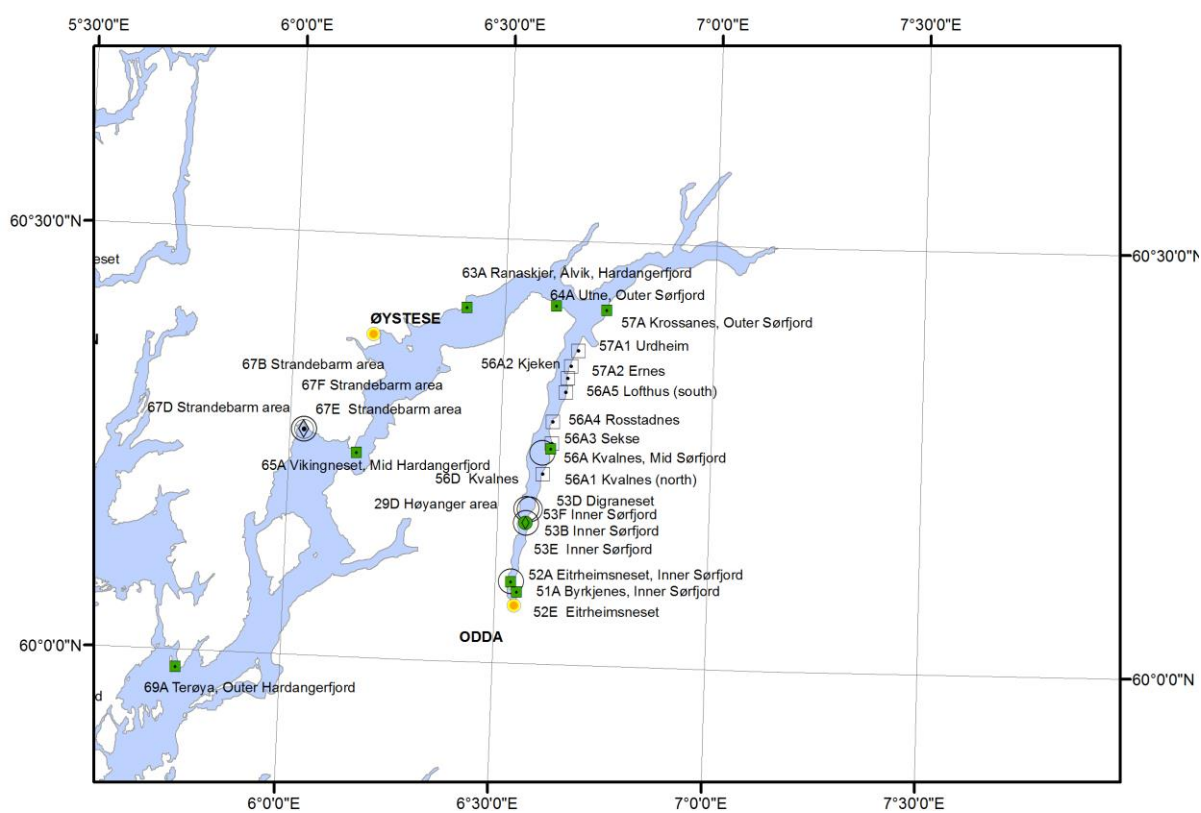 5°30'0"E
6°0'0"E
6°30'0"E
7°0'0"E
7°30'0"E
60°30'0"N
eset
60°30'0"N
63A Ranaskjer, Ålvik, Hardangerfjord
64A Utne, Outer Sørfjord
ØYSTESE
57A Krossanes, Outer Sørfjord
57A1 Urdheim
67B Strandebarm area
56A2 Kjeken
57A2 Ernes
67F Strandebarm area
56A5 Lofthus (south)
67D Strandebarm area
67E Strandebarm area
56A4 Rosstadnes
56A3 Sekse
56A Kvalnes, Mid Sørfjord
65A Vikingneset, Mid Hardangerfjord
56D Kvalnes
56A1 Kvalnes (north)
29D Høyanger area
53D Digraneset
53F Inner Sørfjord
53B Inner Sørfjord
53E Inner Sørfjord
52A Eitrheimsneset, Inner Sørfjord
51A Byrkjenes, Inner Sørfjord
52E Eitrheimsneset
ODDA
60°0'0"N
60°0'0"N
69A Terøya, Outer Hardangerfjord
d
6°0'0"E
6°30'0"E
7°0'0"E
7°30'0"E